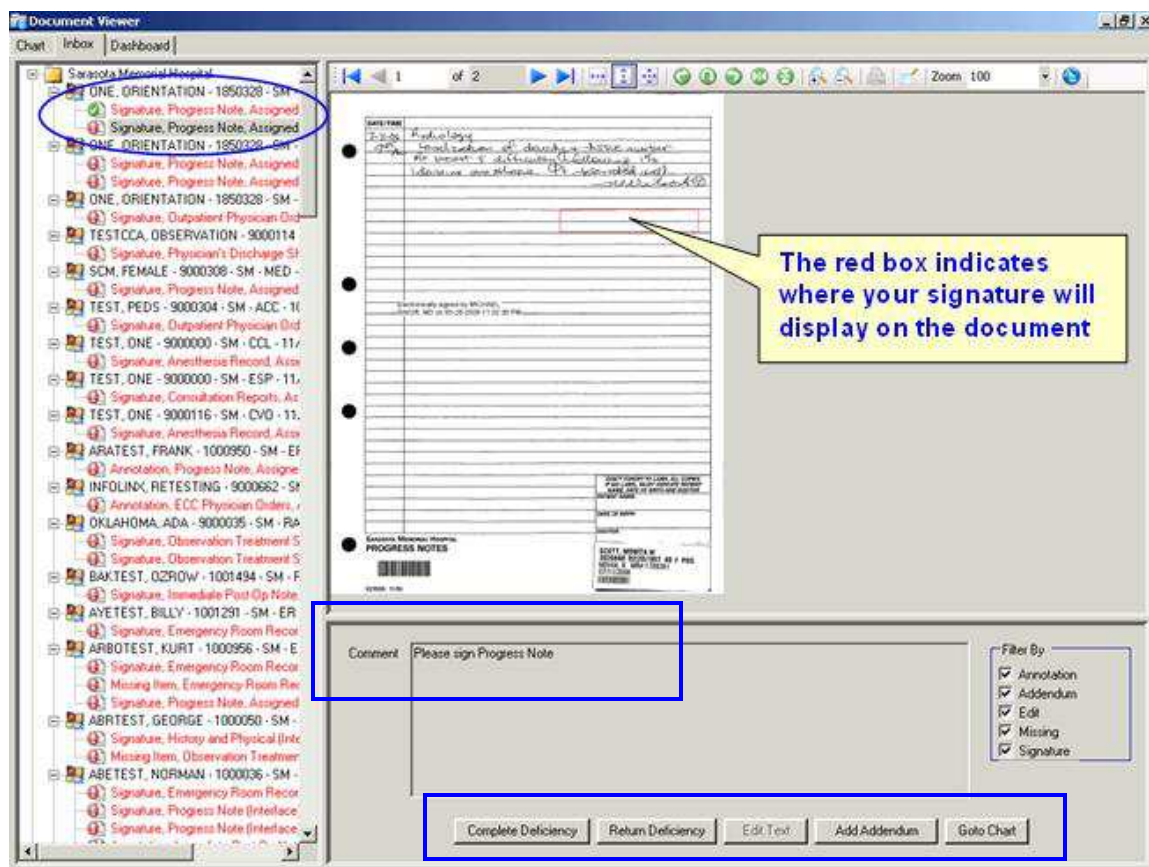 Document Viewer
Chart Inbox Dashboard
Sarasota Memorial Hospital
ONE, ORIENTATION - 1850328 - SM -
Signature, Progress Note, Assigned
Signature, Progress Note, Assigned
ONE, ORIENTATION - 1850328 - SM -
Signature, Progress Note, Assigned
Signature, Progress Note, Assigned
ONE, ORIENTATION - 1850328 - SM -
Signature, Outpatient Physician Ord
TESTCCA, OBSERVATION - 9000114
Signature, Physician's Discharge Sh
SCM, FEMALE - 9000308 - SM - MED -
Signature, Progress Note, Assigned
TEST, PEDS - 9000304 - SM - ACC - 10
Signature, Outpatient Physician Ord
TEST, ONE - 9000000 - SM - CCL - 11/
Signature, Anesthesia Record, Assi
TEST, ONE - 9000000 - SM - ESP - 11/
Signature, Consultation Reports, As
TEST, ONE - 9000116 - SM - CVO - 11.
Signature, Anesthesia Record, Assi
ARATEST, FRANK - 1000950 - SM - EF
Annotation, Progress Note, Assigne
INFOLINX, RETESTING - 9000662 - SM
Annotation, ECC Physician Orders,
OKLAHOMA, ADA - 9000035 - SM - RA
Signature, Observation Treatment S
Signature, Observation Treatment S
BAKTEST, OZROW - 1001494 - SM - F
Signature, Immediate Post Op Note
AYETEST, BILLY - 1001291 - SM - ER
Signature, Emergency Room Recor
ARBOTEST, KURT - 1000956 - SM - E
Signature, Emergency Room Recor
Missing Item, Emergency Room Rec
Signature, Progress Note, Assigned
ABRTEST, GEORGE - 1000050 - SM -
Signature, History and Physical (Inte
Missing Item, Observation Treatmen
ABETEST, NORMAN - 1000036 - SM -
Signature, Emergency Room Recor
Signature, Progress Note (Interface
Signature, Progress Note (Interface
1 of 2 Zoom 100
DATE/TIME
Radiology
Electronically signed by MICHAEL
PATIENT NAME
DATE OF BIRTH
SARASOTA MEMORIAL HOSPITAL
PROGRESS NOTES
The red box indicates
where your signature will
display on the document
Comment Please sign Progress Note
Filter By
Annotation
Addendum
Edit
Missing
Signature
Complete Deficiency Return Deficiency Edit Text Add Addendum Goto Chart